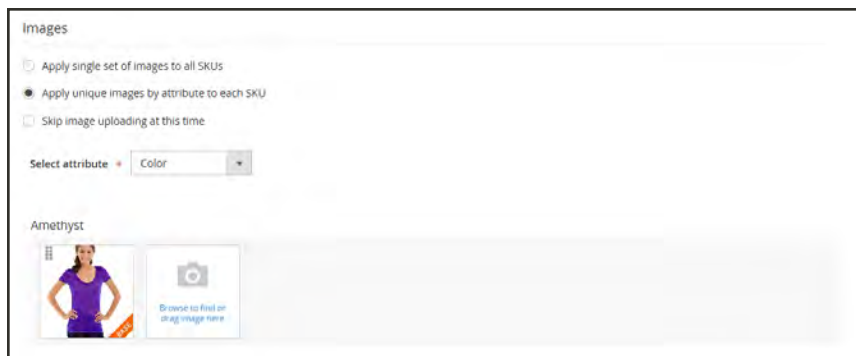 Images
Apply single set of images to all SKUs
Apply unique images by attribute to each SKU
Skip image uploading at this time
Select attribute *
Color
Amethyst
BASE
Browse to find or
drag image here